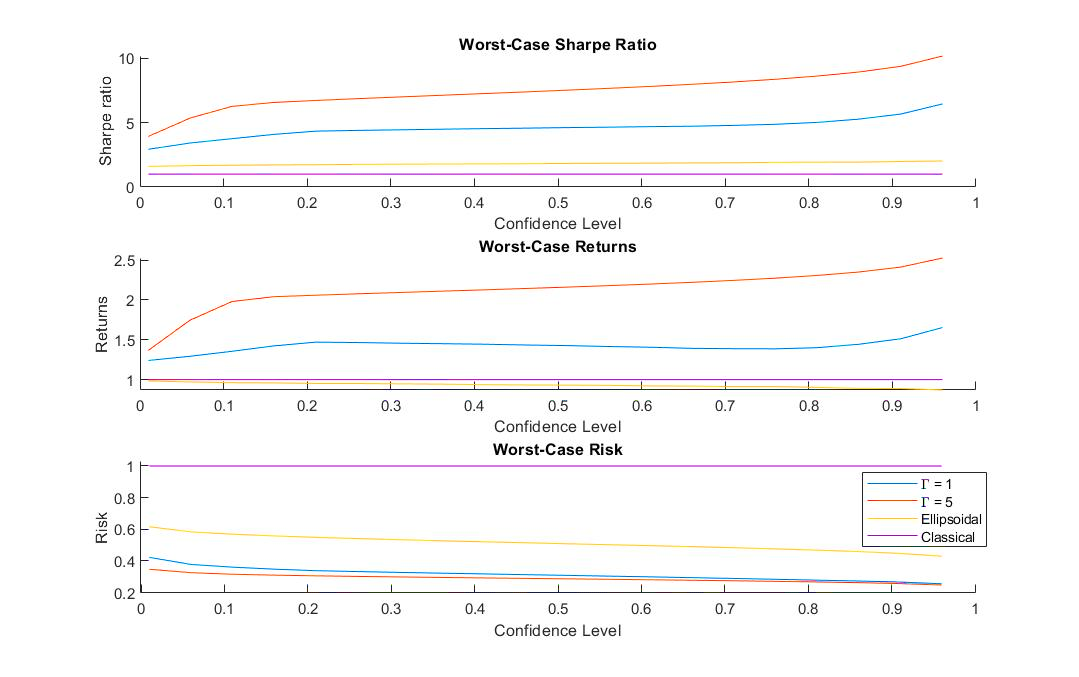 Worst-Case Sharpe Ratio
10
5
0
Sharpe ratio
0 0.1 0.2 0.3 0.4 0.5 0.6 0.7 0.8 0.9 1
Confidence Level
Worst-Case Returns
2.5
2
1.5
1
Returns
0 0.1 0.2 0.3 0.4 0.5 0.6 0.7 0.8 0.9 1
Confidence Level
Worst-Case Risk
1
0.8
0.6
0.4
0.2
Risk
Γ = 1
Γ = 5
Ellipsoidal
Classical
0 0.1 0.2 0.3 0.4 0.5 0.6 0.7 0.8 0.9 1
Confidence Level